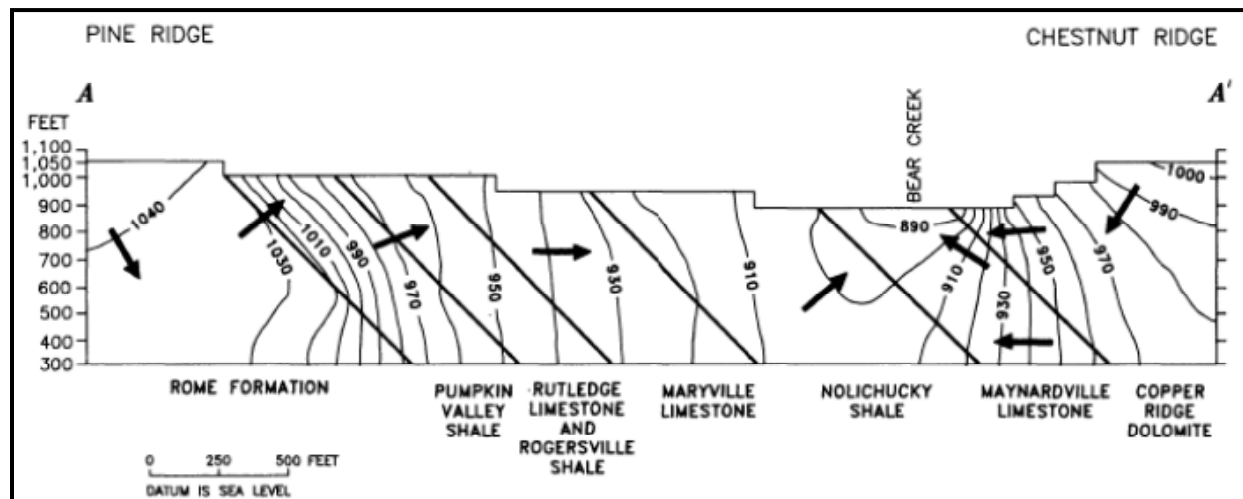 PINE RIDGE
CHESTNUT RIDGE
A
A'
BEAR CREEK
FEET
1,100
1,050
1,000
900
800
700
600
500
400
300
1040
1030
1010
990
970
950
930
910
890
910
930
950
970
990
1000
ROME FORMATION
PUMPKIN
VALLEY
SHALE
RUTLEDGE
LIMESTONE
AND
ROGERSVILLE
SHALE
MARYVILLE
LIMESTONE
NOLICHUCKY
SHALE
MAYNARDVILLE
LIMESTONE
COPPER
RIDGE
DOLOMITE
0 250 500 FEET
DATUM IS SEA LEVEL